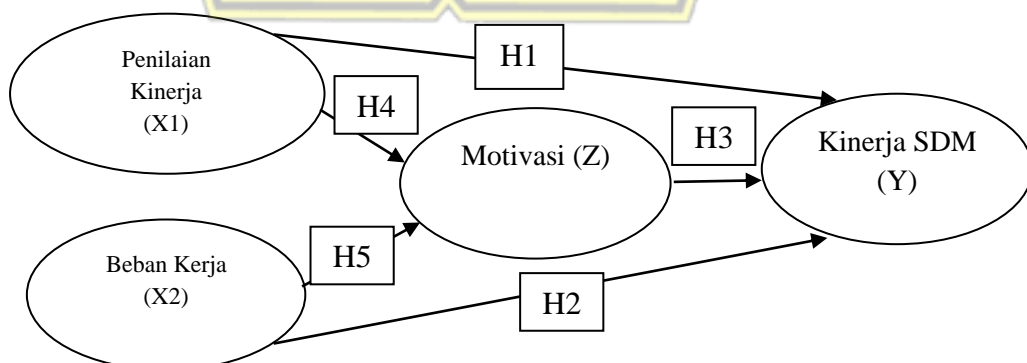 Penilaian
Kinerja
(X1)
H1
H4
Motivasi (Z)
H3
Kinerja SDM
(Y)
Beban Kerja
(X2)
H5
H2